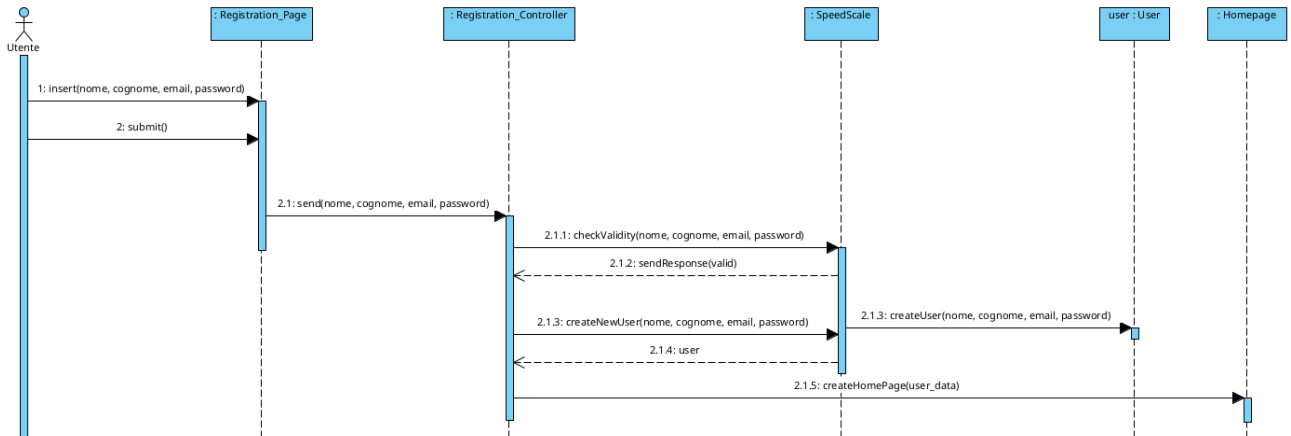 : Registration_Page
: Registration_Controller
: SpeedScale
user : User
: Homepage
Utente
1: insert(nome, cognome, email, password)
2: submit()
2.1: send(nome, cognome, email, password)
2.1.1: checkValidity(nome, cognome, email, password)
2.1.2: sendResponse(valid)
2.1.3: createNewUser(nome, cognome, email, password)
2.1.3: createUser(nome, cognome, email, password)
2.1.4: user
2.1.5: createHomePage(user_data)